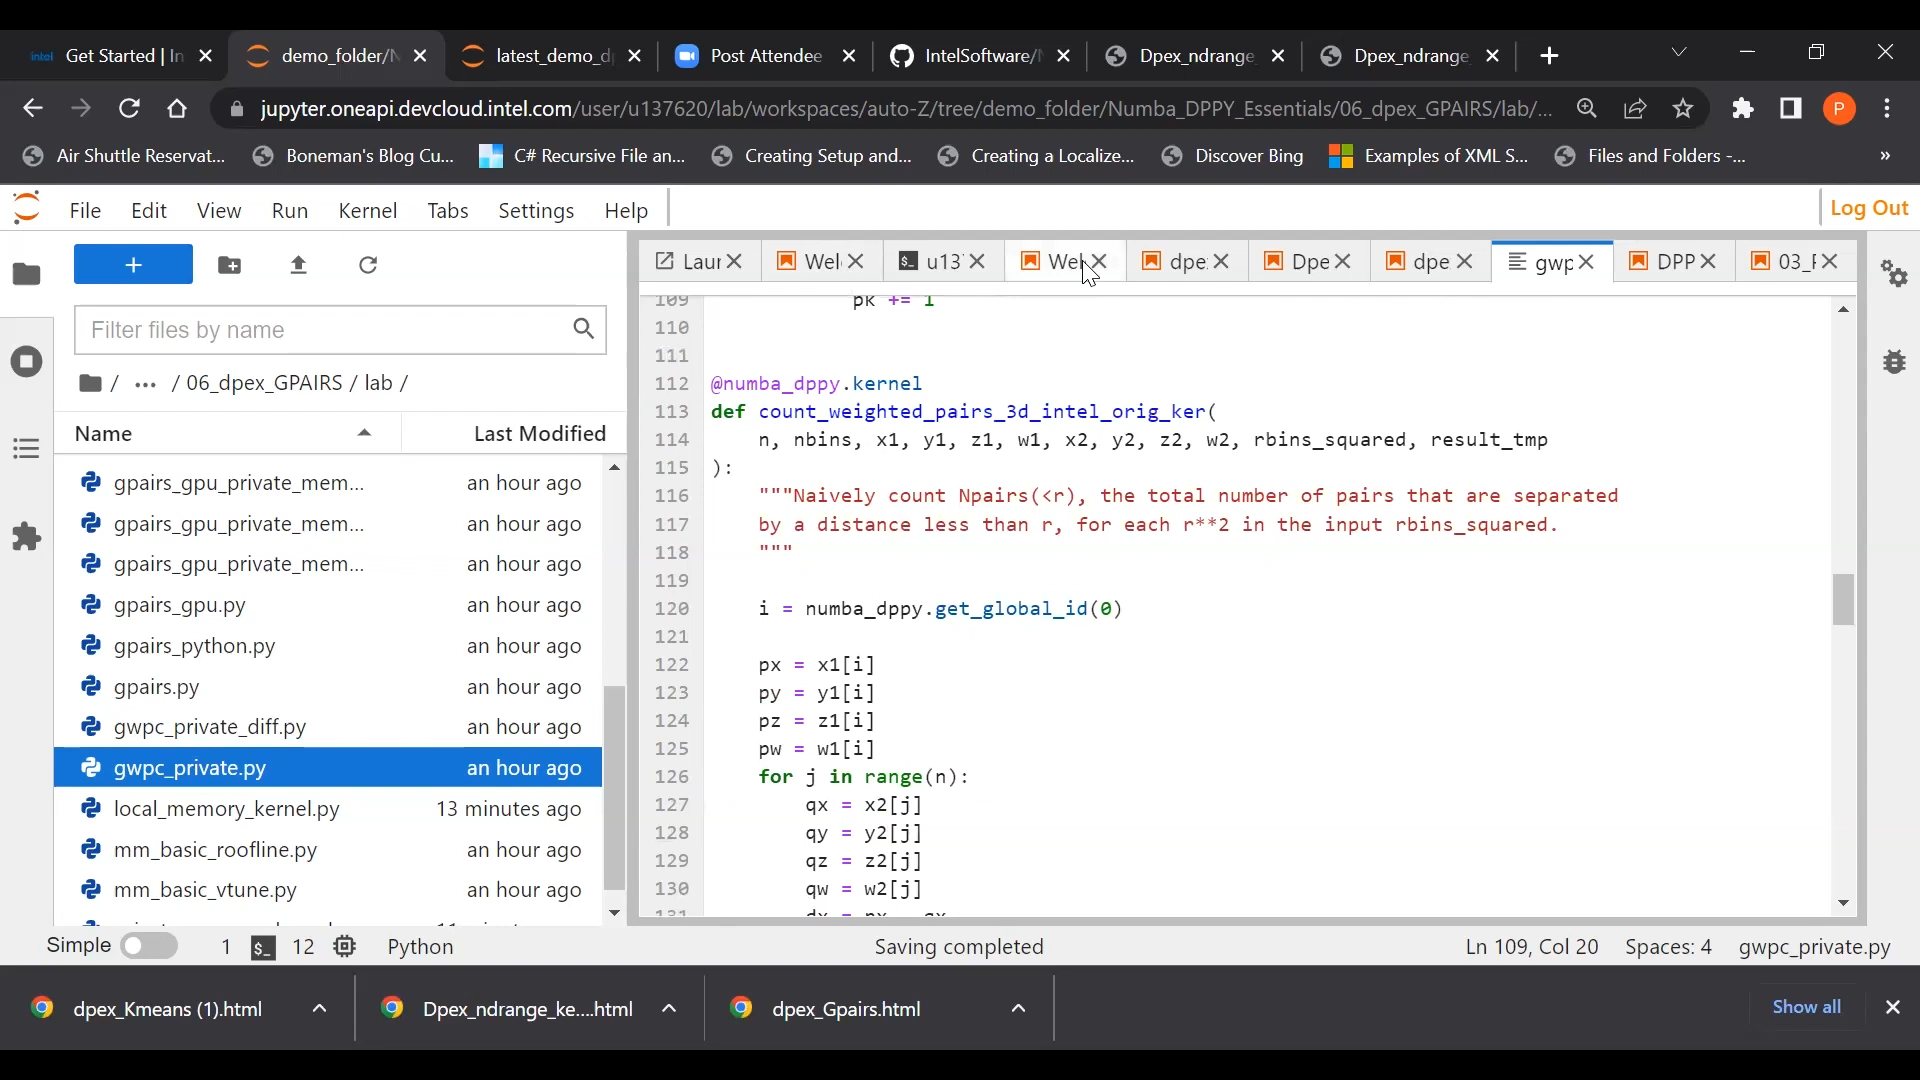 intel Get Started | In
demo_folder/N
latest_demo_d
Post Attendee
IntelSoftware/N
Dpex_ndrange_
Dpex_ndrange_
jupyter.oneapi.devcloud.intel.com/user/u137620/lab/workspaces/auto-Z/tree/demo_folder/Numba_DPPY_Essentials/06_dpex_GPAIRS/lab/...
P
Air Shuttle Reservat...
Boneman's Blog Cu...
C# Recursive File an...
Creating Setup and...
Creating a Localize...
Discover Bing
Examples of XML S...
Files and Folders -...
»
File Edit View Run Kernel Tabs Settings Help
Log Out
Filter files by name
/ ... / 06_dpex_GPAIRS / lab /
Name Last Modified
gpairs_gpu_private_mem... an hour ago
gpairs_gpu_private_mem... an hour ago
gpairs_gpu_private_mem... an hour ago
gpairs_gpu.py an hour ago
gpairs_python.py an hour ago
gpairs.py an hour ago
gwpc_private_diff.py an hour ago
gwpc_private.py an hour ago
local_memory_kernel.py 13 minutes ago
mm_basic_roofline.py an hour ago
mm_basic_vtune.py an hour ago
Laur Wel u13 Wel dpe Dpe dpe gwp DPP 03_F
109 pk += 1
110
111
112 @numba_dppy.kernel
113 def count_weighted_pairs_3d_intel_orig_ker(
114 n, nbins, x1, y1, z1, w1, x2, y2, z2, w2, rbins_squared, result_tmp
115 ):
116 """Naively count Npairs(<r), the total number of pairs that are separated
117 by a distance less than r, for each r**2 in the input rbins_squared.
118 """
119
120 i = numba_dppy.get_global_id(0)
121
122 px = x1[i]
123 py = y1[i]
124 pz = z1[i]
125 pw = w1[i]
126 for j in range(n):
127 qx = x2[j]
128 qy = y2[j]
129 qz = z2[j]
130 qw = w2[j]
131 dx = px - qx
Simple 1 $_ 12 Python Saving completed Ln 109, Col 20 Spaces: 4 gwpc_private.py
dpex_Kmeans (1).html
Dpex_ndrange_ke....html
dpex_Gpairs.html
Show all